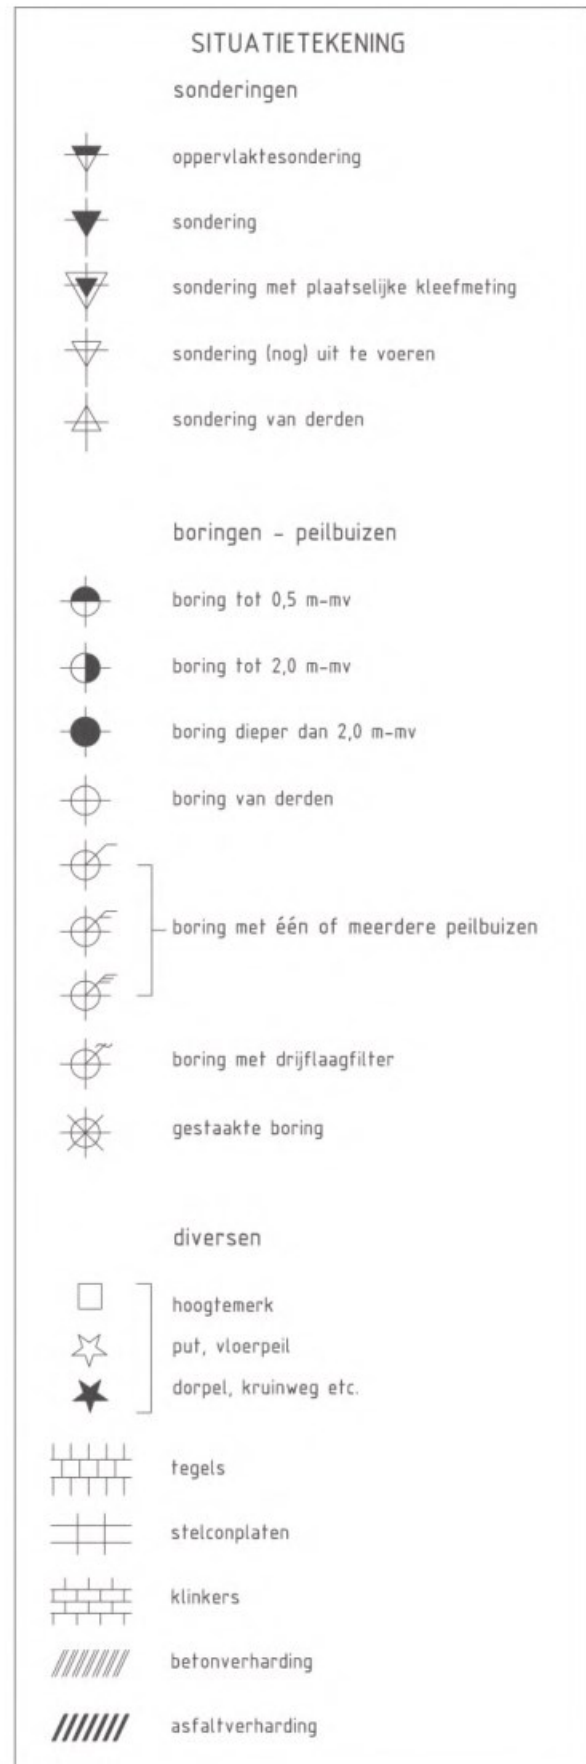 SITUATIETEKENING
sonderingen
oppervlaktesondering
sondering
sondering met plaatselijke kleefmeting
sondering (nog) uit te voeren
sondering van derden
boringen - peilbuizen
boring tot 0,5 m-mv
boring tot 2,0 m-mv
boring dieper dan 2,0 m-mv
boring van derden
boring met één of meerdere peilbuizen
boring met drijflaagfilter
gestaakte boring
diversen
hoogtemerk
put, vloerpeil
dorpel, kruinweg etc.
tegels
stelconplaten
klinkers
betonverharding
asfaltverharding